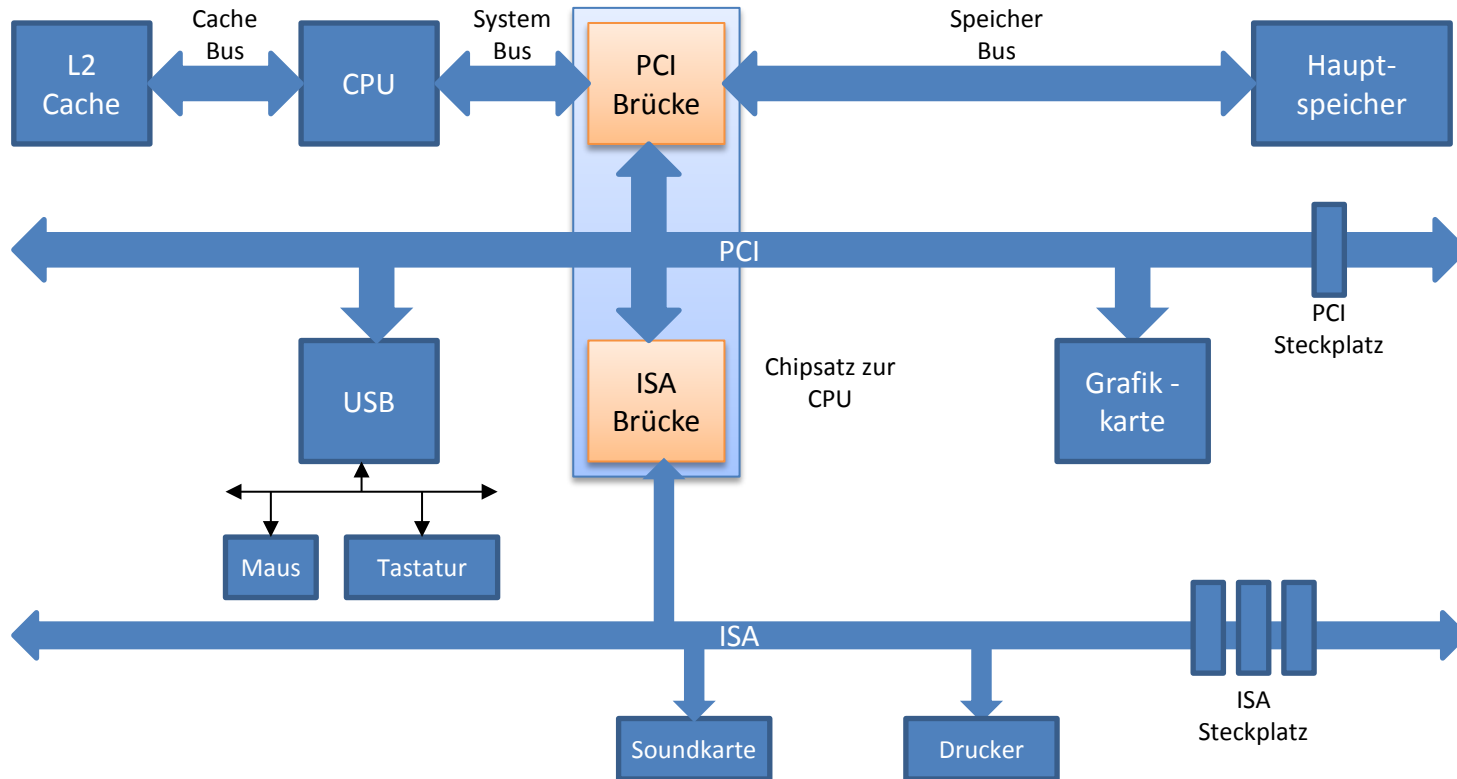 Cache
Bus
System
Bus
Speicher
Bus
L2
Cache
CPU
PCI
Brücke
Haupt-
speicher
PCI
PCI
Steckplatz
USB
ISA
Brücke
Chipsatz zur
CPU
Grafik -
karte
Maus
Tastatur
ISA
ISA
Steckplatz
Soundkarte
Drucker